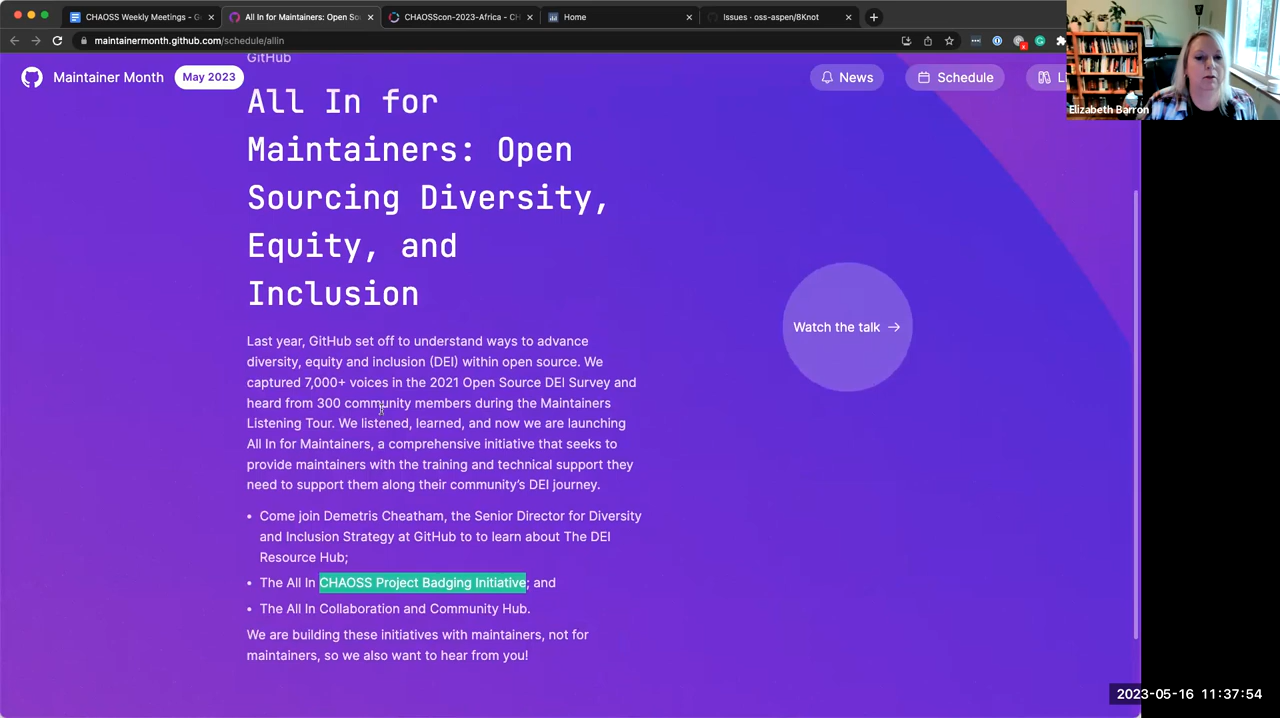 CHAOSS Weekly Meetings - G
All In for Maintainers: Open So
CHAOSScon-2023-Africa - CH
Home
Issues · oss-aspen/8Knot
maintainermonth.github.com/schedule/allin
GitHub
Maintainer Month
May 2023
News
Schedule
Elizabeth Barron
All In for
Maintainers: Open
Sourcing Diversity,
Equity, and
Inclusion
Last year, GitHub set off to understand ways to advance
diversity, equity and inclusion (DEI) within open source. We
captured 7,000+ voices in the 2021 Open Source DEI Survey and
heard from 300 community members during the Maintainers
Listening Tour. We listened, learned, and now we are launching
All In for Maintainers, a comprehensive initiative that seeks to
provide maintainers with the training and technical support they
need to support them along their community's DEI journey.
• Come join Demetris Cheatham, the Senior Director for Diversity
and Inclusion Strategy at GitHub to to learn about The DEI
Resource Hub;
• The All In CHAOSS Project Badging Initiative; and
• The All In Collaboration and Community Hub.
We are building these initiatives with maintainers, not for
maintainers, so we also want to hear from you!
Watch the talk →
2023-05-16 11:37:54